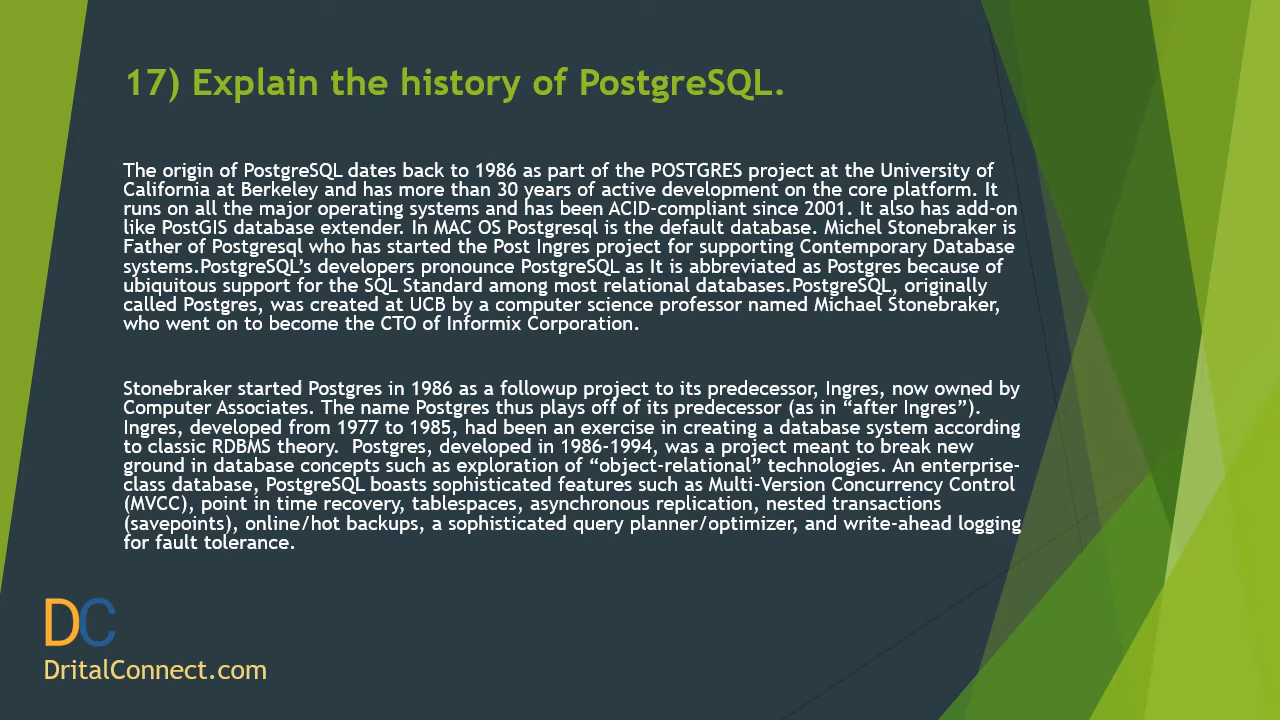 17) Explain the history of PostgreSQL.
The origin of PostgreSQL dates back to 1986 as part of the POSTGRES project at the University of
California at Berkeley and has more than 30 years of active development on the core platform. It
runs on all the major operating systems and has been ACID-compliant since 2001. It also has add-on
like PostGIS database extender. In MAC OS Postgresql is the default database. Michel Stonebraker is
Father of Postgresql who has started the Post Ingres project for supporting Contemporary Database
systems.PostgreSQL’s developers pronounce PostgreSQL as It is abbreviated as Postgres because of
ubiquitous support for the SQL Standard among most relational databases.PostgreSQL, originally
called Postgres, was created at UCB by a computer science professor named Michael Stonebraker,
who went on to become the CTO of Informix Corporation.
Stonebraker started Postgres in 1986 as a followup project to its predecessor, Ingres, now owned by
Computer Associates. The name Postgres thus plays off of its predecessor (as in “after Ingres”).
Ingres, developed from 1977 to 1985, had been an exercise in creating a database system according
to classic RDBMS theory.  Postgres, developed in 1986-1994, was a project meant to break new
ground in database concepts such as exploration of “object-relational” technologies. An enterprise-
class database, PostgreSQL boasts sophisticated features such as Multi-Version Concurrency Control
(MVCC), point in time recovery, tablespaces, asynchronous replication, nested transactions
(savepoints), online/hot backups, a sophisticated query planner/optimizer, and write-ahead logging
for fault tolerance.
DC
DritalConnect.com